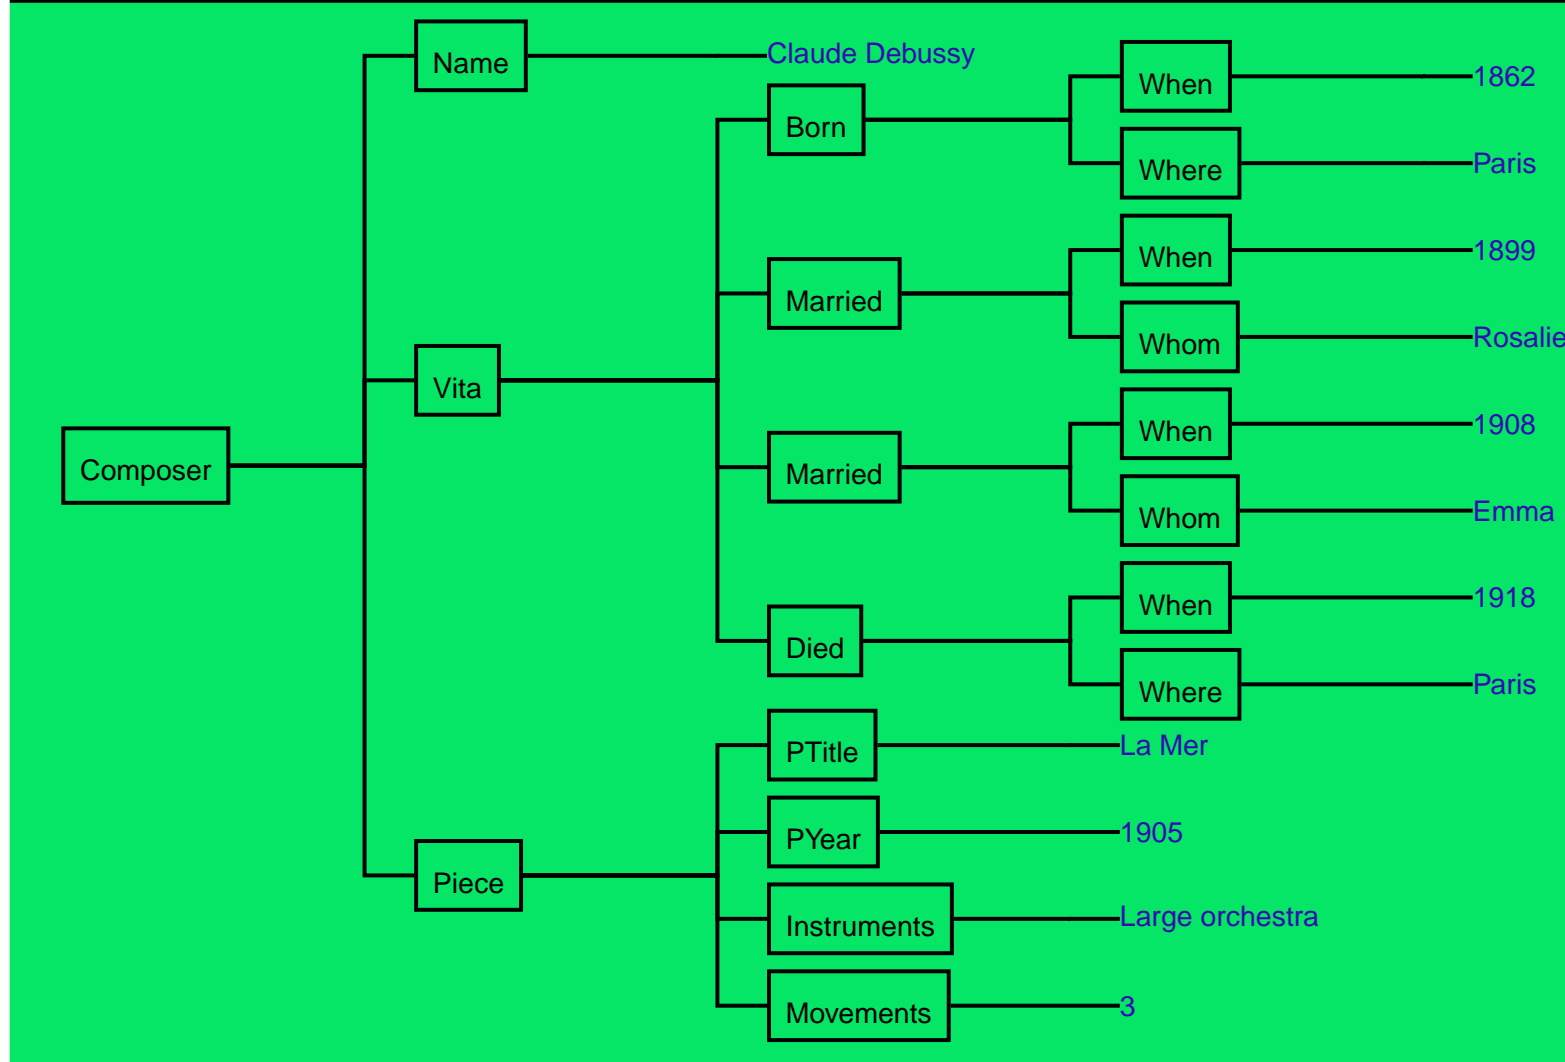 Composer
Name
Claude Debussy
Vita
Born
When
1862
Where
Paris
Married
When
1899
Whom
Rosalie
Married
When
1908
Whom
Emma
Died
When
1918
Where
Paris
Piece
PTitle
La Mer
PYear
1905
Instruments
Large orchestra
Movements
3